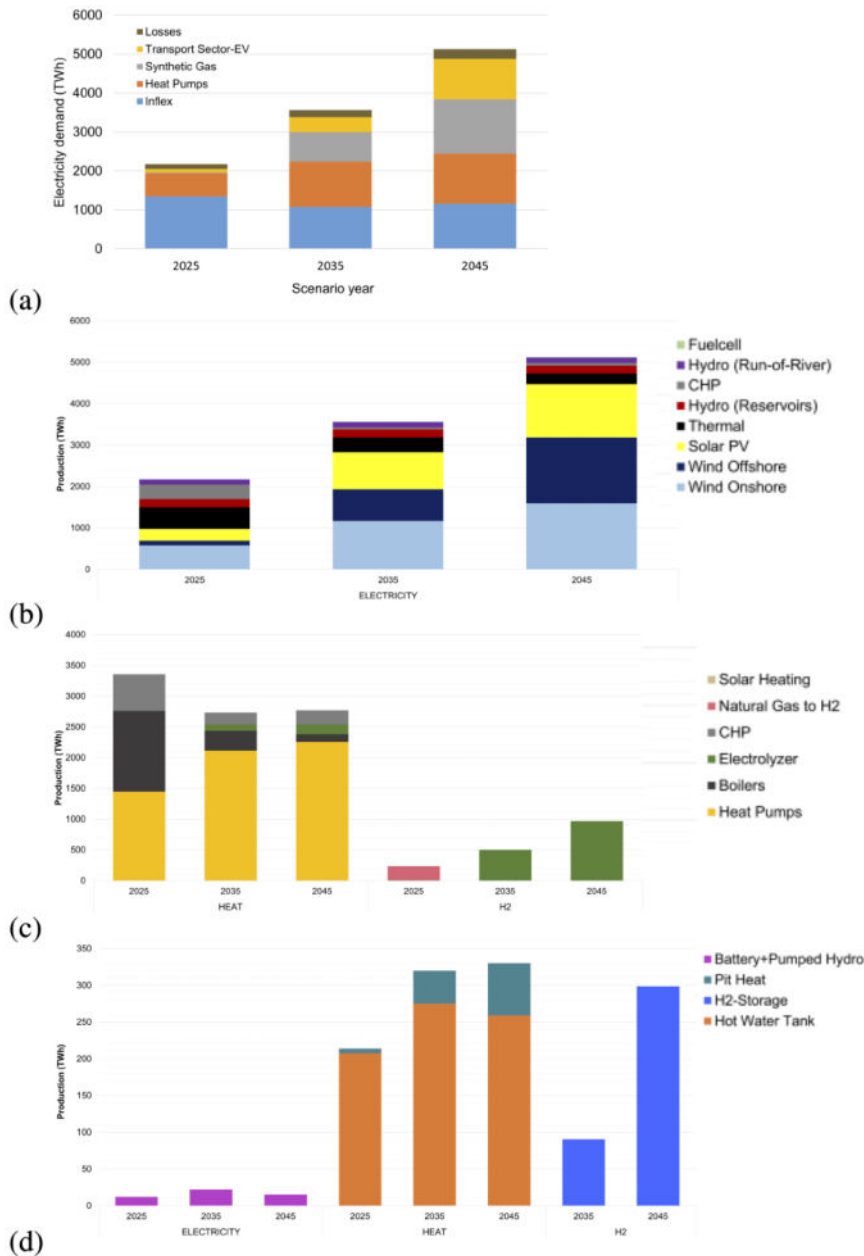 6000
5000
4000
3000
2000
1000
0
Electricity demand (TWh)
Losses
Transport Sector-EV
Synthetic Gas
Heat Pumps
Inflex
2025 2035 2045
Scenario year
(a)
6000
5000
4000
3000
2000
1000
0
Production (TWh)
Fuelcell
Hydro (Run-of-River)
CHP
Hydro (Reservoirs)
Thermal
Solar PV
Wind Offshore
Wind Onshore
2025 2035 2045
ELECTRICITY
(b)
4000
3500
3000
2500
2000
1500
1000
500
0
Production (TWh)
Solar Heating
Natural Gas to H2
CHP
Electrolyzer
Boilers
Heat Pumps
2025 2035 2045 2025 2035 2045
HEAT H2
(c)
350
300
250
200
150
100
50
0
Production (TWh)
Battery+Pumped Hydro
Pit Heat
H2-Storage
Hot Water Tank
2025 2035 2045 2025 2035 2045 2035 2045
ELECTRICITY HEAT H2
(d)